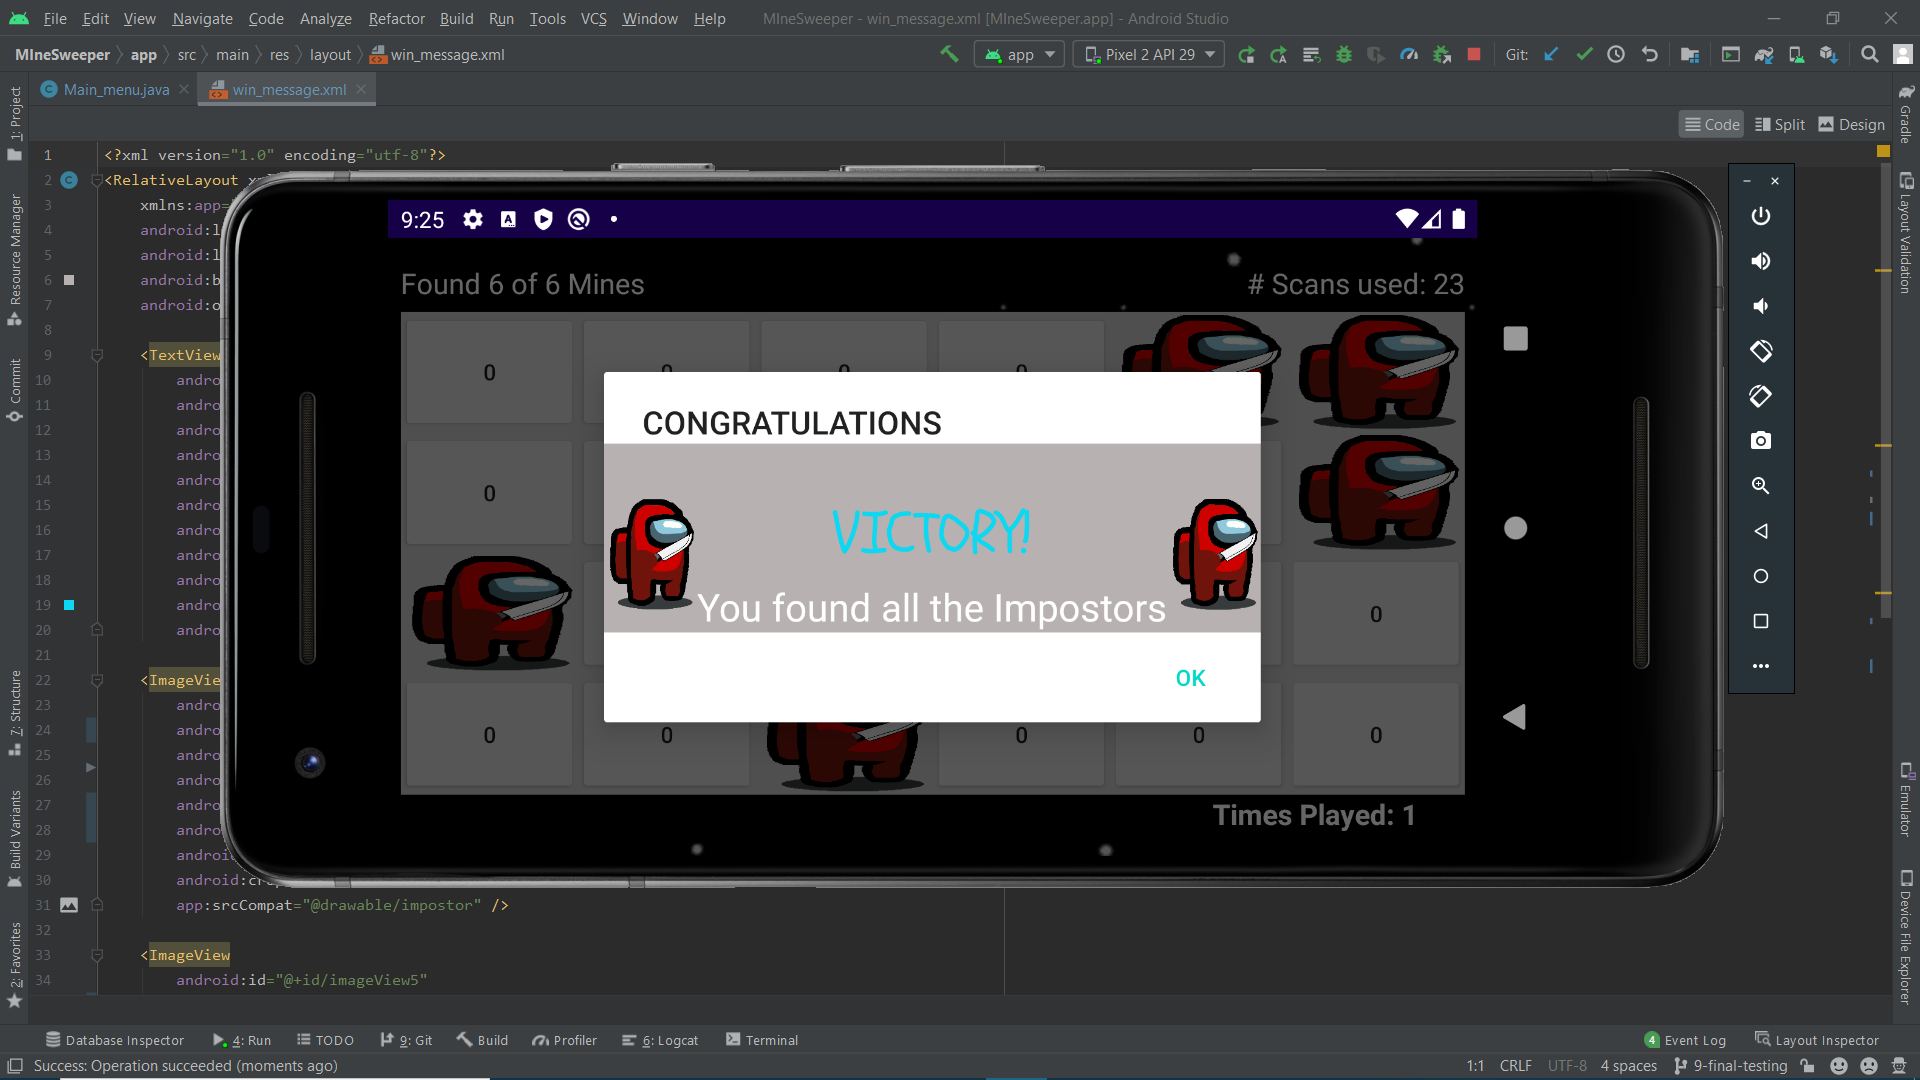 File Edit View Navigate Code Analyze Refactor Build Run Tools VCS Window Help MIneSweeper - win_message.xml [MIneSweeper.app] - Android Studio
MIneSweeper app src main res layout win_message.xml app Pixel 2 API 29 Git:
Main_menu.java win_message.xml
Code Split Design
1: Project
Resource Manager
Commit
7: Structure
Build Variants
2: Favorites
Gradle
Layout Validation
Emulator
Device File Explorer
1 <?xml version="1.0" encoding="utf-8"?>
2 <RelativeLayout
3 xmlns:app=
4 android:l
5 android:l
6 android:b
7 android:o
8
9 <TextView
10 andro
11 andro
12 andro
13 andro
14 andro
15 andro
16 andro
17 andro
18 andro
19 andro
20 andro
21
22 <ImageVie
23 andro
24 andro
25 andro
26 andro
27 andro
28 andro
29 androi
30 android:cr
31 app:srcCompat="@drawable/impostor" />
32
33 <ImageView
34 android:id="@+id/imageView5"
9:25
Found 6 of 6 Mines # Scans used: 23
0 0 0 0
CONGRATULATIONS
0
VICTORY!
You found all the Impostors
0
OK
0 0 0 0 0
Times Played: 1
Database Inspector 4: Run TODO 9: Git Build Profiler 6: Logcat Terminal 4 Event Log Layout Inspector
Success: Operation succeeded (moments ago) 1:1 CRLF UTF-8 4 spaces 9-final-testing